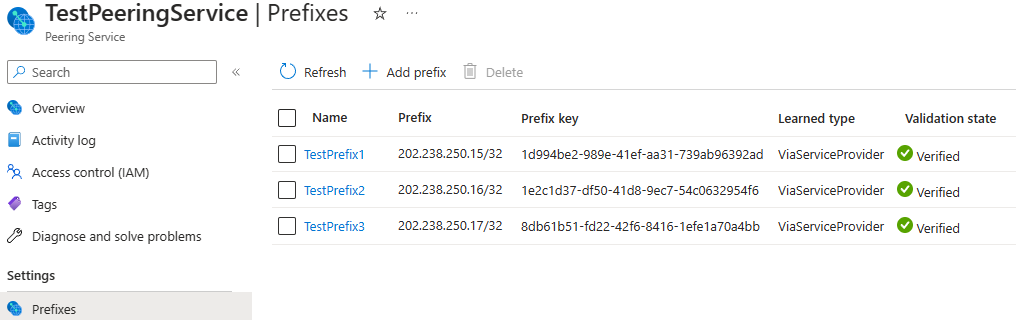 TestPeeringService | Prefixes ☆ ···
Peering Service
Search «
Refresh + Add prefix Delete
Overview
Activity log
Access control (IAM)
Tags
Diagnose and solve problems
Settings
Prefixes
Name Prefix Prefix key Learned type Validation state
TestPrefix1 202.238.250.15/32 1d994be2-989e-41ef-aa31-739ab96392ad ViaServiceProvider Verified
TestPrefix2 202.238.250.16/32 1e2c1d37-df50-41d8-9ec7-54c0632954f6 ViaServiceProvider Verified
TestPrefix3 202.238.250.17/32 8db61b51-fd22-42f6-8416-1efe1a70a4bb ViaServiceProvider Verified